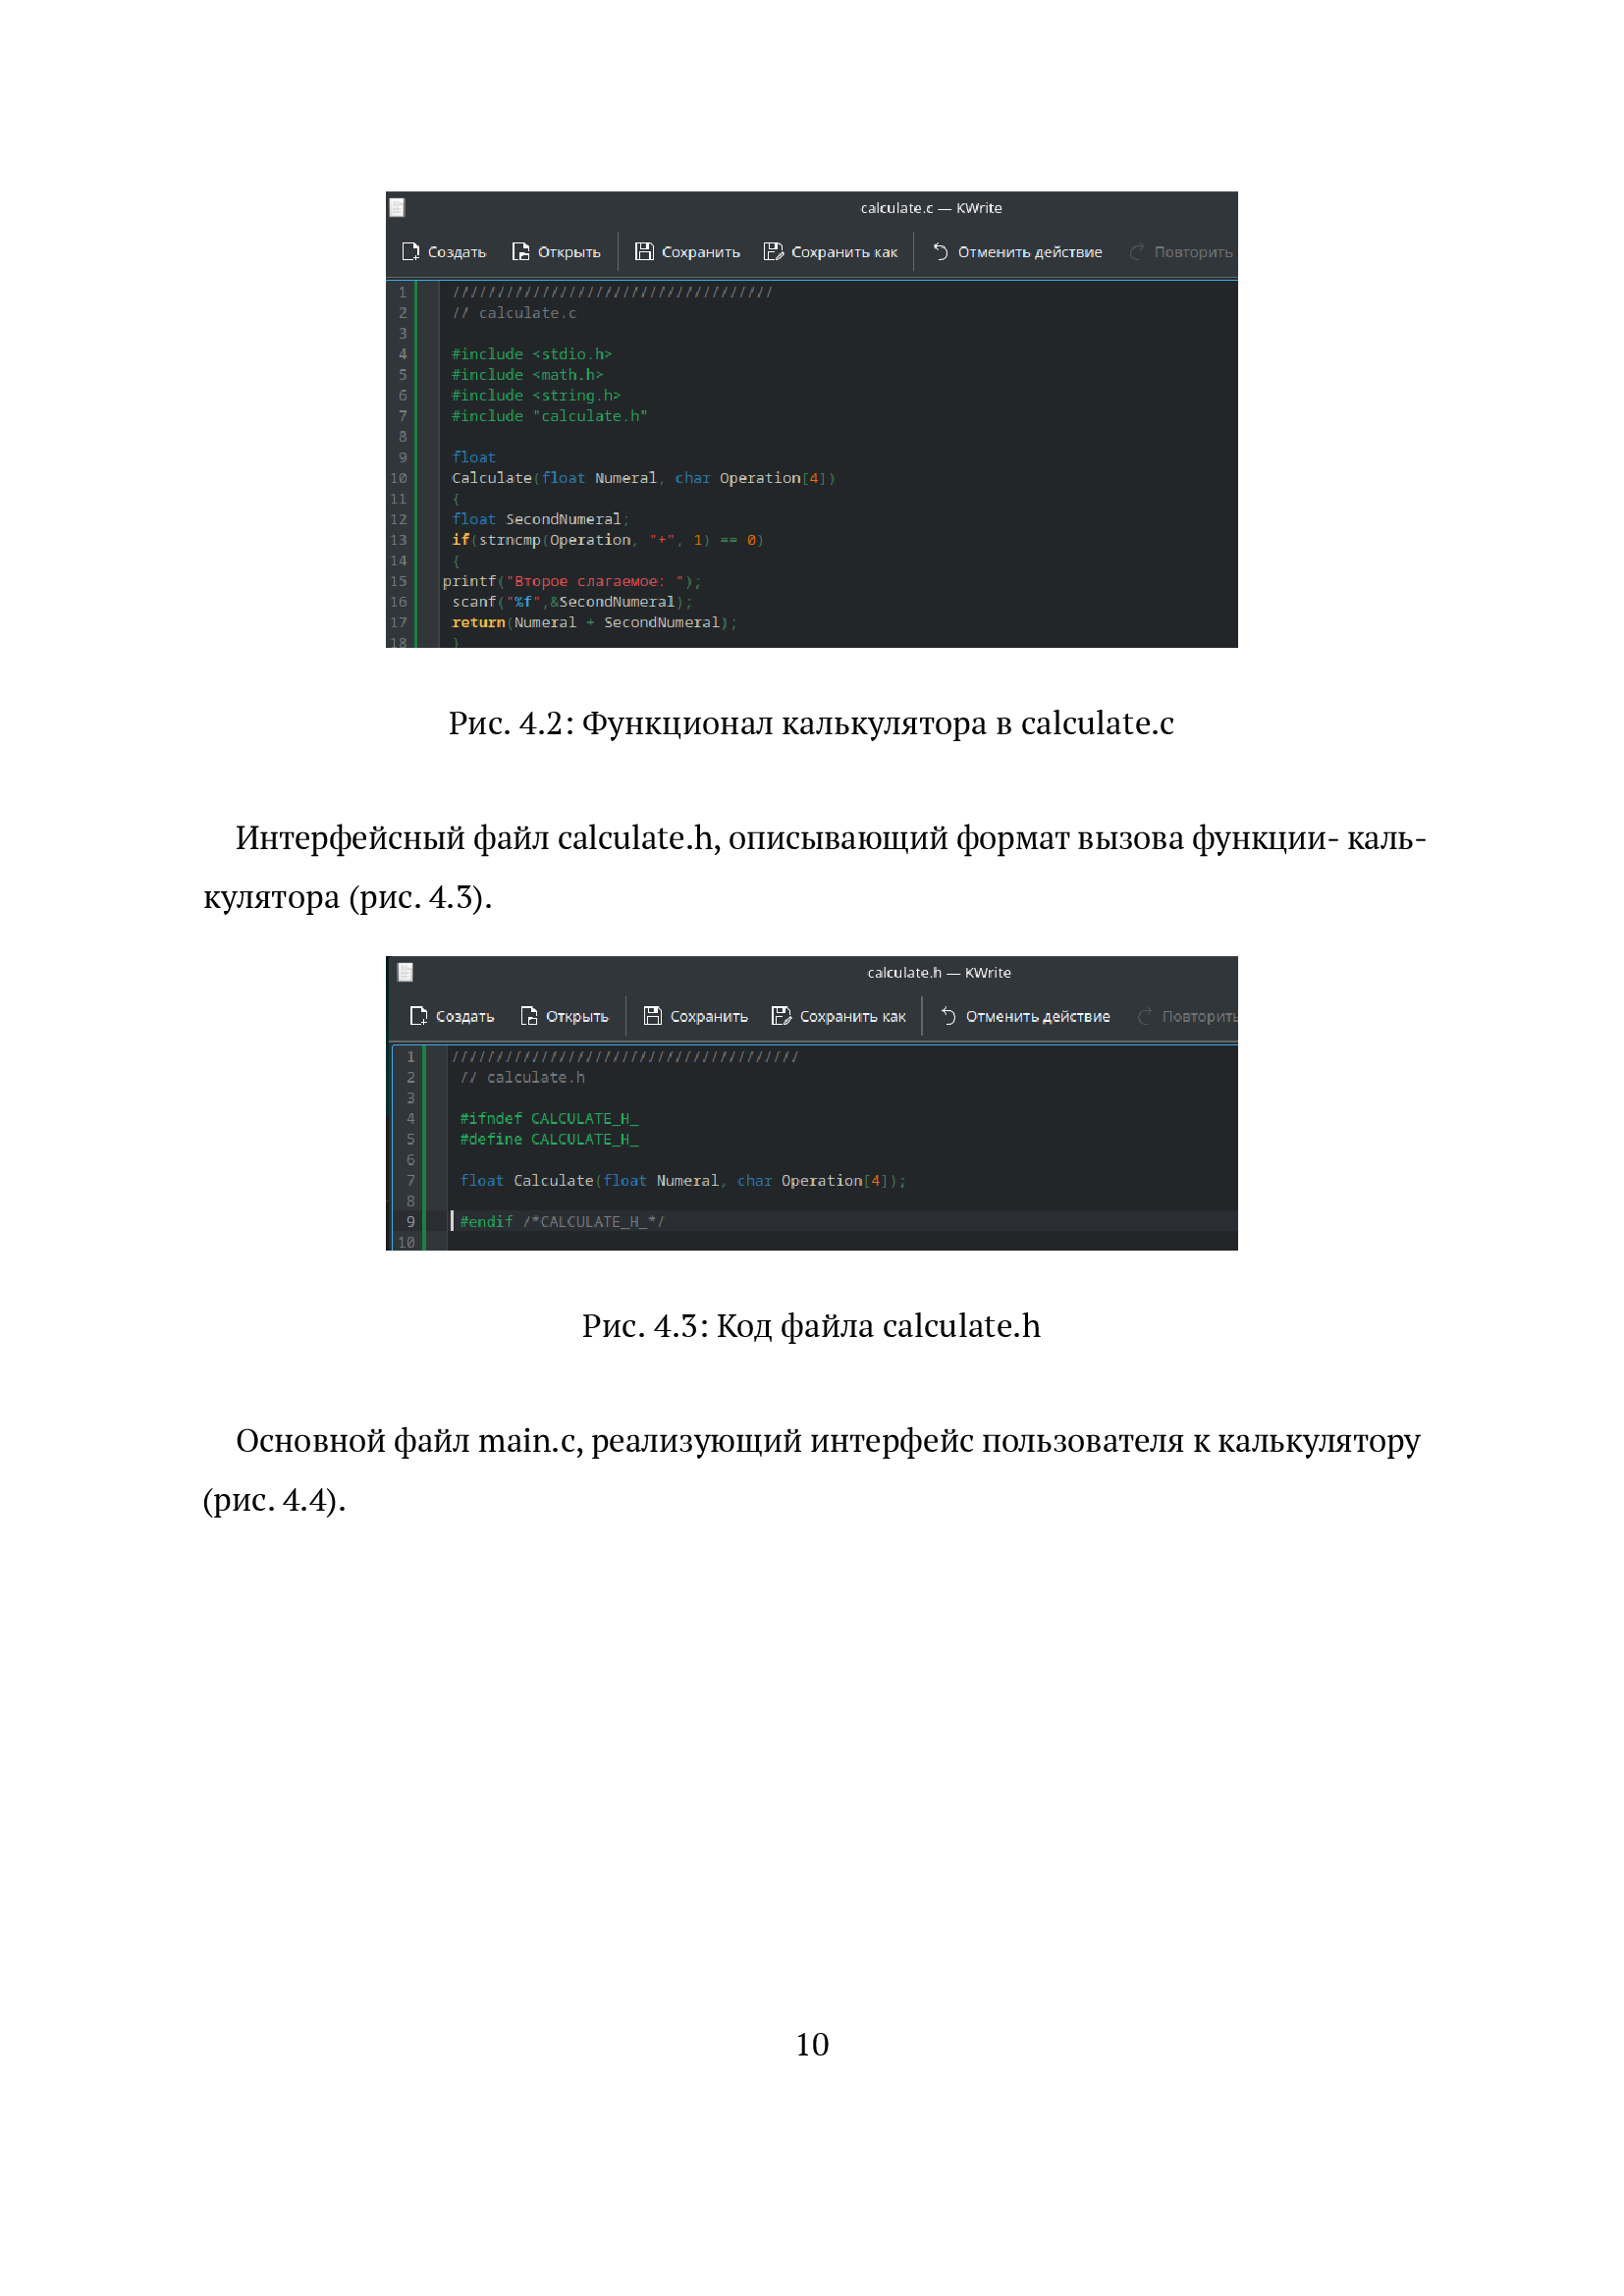 calculate.c — KWrite
Создать Открыть Сохранить Сохранить как Отменить действие Повторить
1 ////////////////////////////////////
2 // calculate.c
3
4 #include <stdio.h>
5 #include <math.h>
6 #include <string.h>
7 #include "calculate.h"
8
9 float
10 Calculate(float Numeral, char Operation[4])
11 {
12 float SecondNumeral;
13 if(strncmp(Operation, "+", 1) == 0)
14 {
15 printf("Второе слагаемое: ");
16 scanf("%f",&SecondNumeral);
17 return(Numeral + SecondNumeral);
18 }
Рис. 4.2: Функционал калькулятора в calculate.c
Интерфейсный файл calculate.h, описывающий формат вызова функции- каль-
кулятора (рис. 4.3).
calculate.h — KWrite
Создать Открыть Сохранить Сохранить как Отменить действие Повторить
1 ///////////////////////////////////////
2 // calculate.h
3
4 #ifndef CALCULATE_H_
5 #define CALCULATE_H_
6
7 float Calculate(float Numeral, char Operation[4]);
8
9 #endif /*CALCULATE_H_*/
10
Рис. 4.3: Код файла calculate.h
Основной файл main.c, реализующий интерфейс пользователя к калькулятору
(рис. 4.4).
10